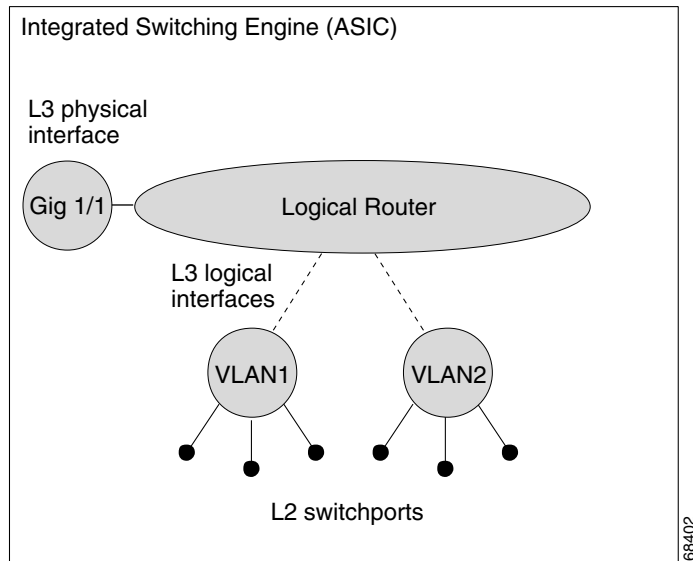 Integrated Switching Engine (ASIC)
L3 physical
interface
Gig 1/1
Logical Router
L3 logical
interfaces
VLAN1
VLAN2
L2 switchports
68402